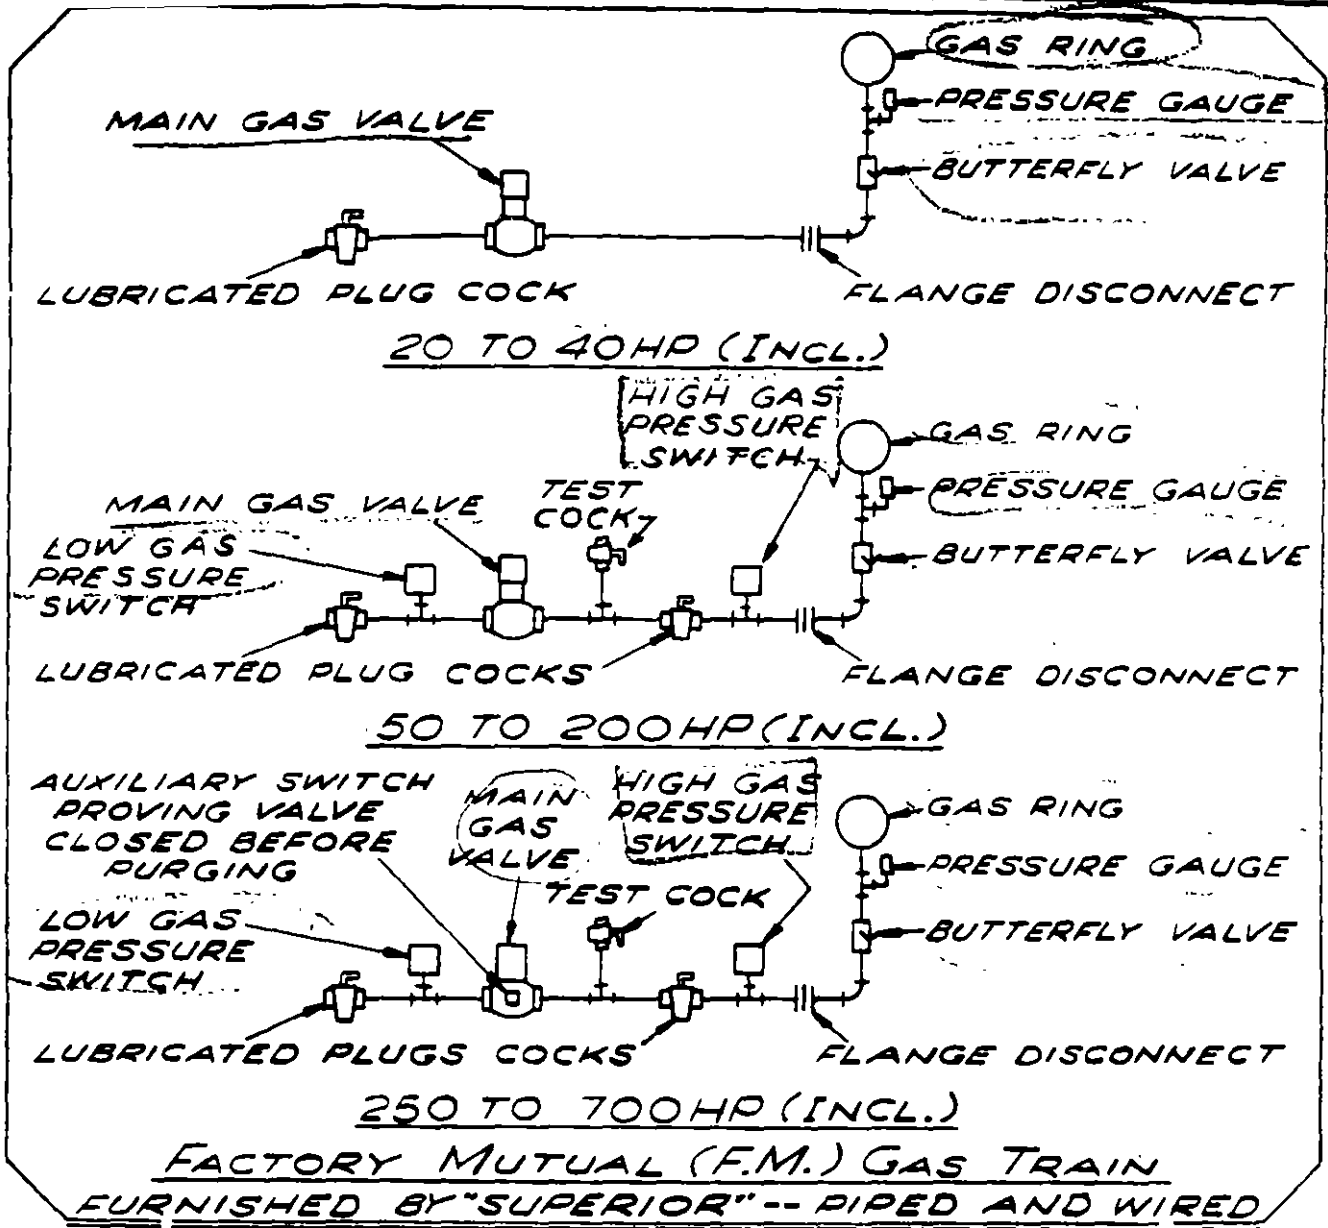 GAS RING
PRESSURE GAUGE
MAIN GAS VALVE
BUTTERFLY VALVE
LUBRICATED PLUG COCK
FLANGE DISCONNECT
20 TO 40HP (INCL.)
HIGH GAS
PRESSURE
SWITCH
GAS RING
TEST
COCK
MAIN GAS VALVE
PRESSURE GAUGE
LOW GAS
PRESSURE
SWITCH
BUTTERFLY VALVE
LUBRICATED PLUG COCKS
FLANGE DISCONNECT
50 TO 200HP (INCL.)
AUXILIARY SWITCH
PROVING VALVE
CLOSED BEFORE
PURGING
MAIN
GAS
VALVE
HIGH GAS
PRESSURE
SWITCH
GAS RING
PRESSURE GAUGE
TEST COCK
LOW GAS
PRESSURE
SWITCH
BUTTERFLY VALVE
LUBRICATED PLUGS COCKS
FLANGE DISCONNECT
250 TO 700HP (INCL.)
FACTORY MUTUAL (F.M.) GAS TRAIN
FURNISHED BY "SUPERIOR" -- PIPED AND WIRED